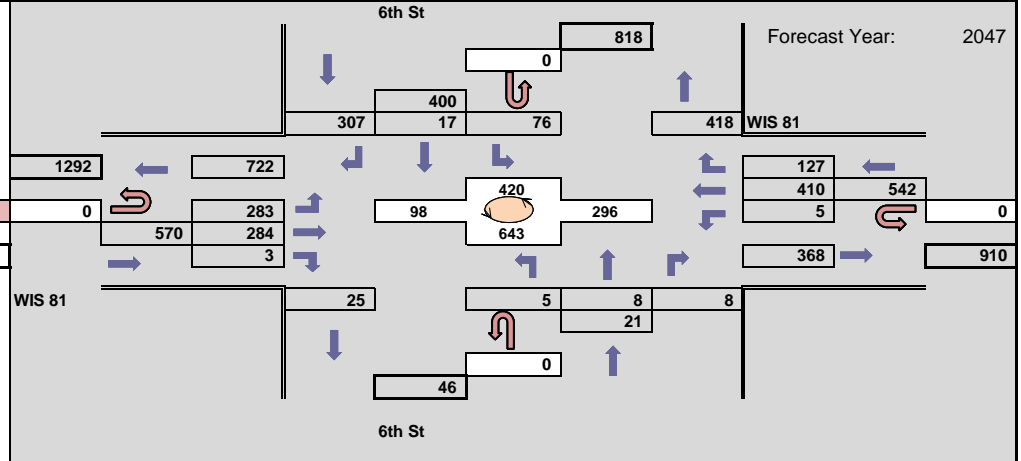 6th St
818
Forecast Year: 2047
0
400
307 17 76 418 WIS 81
1292 722 127
420
410 542
0 283 98 296 5 0
570 284 643
3 368 910
WIS 81 25 5 8 8
21
0
46
6th St